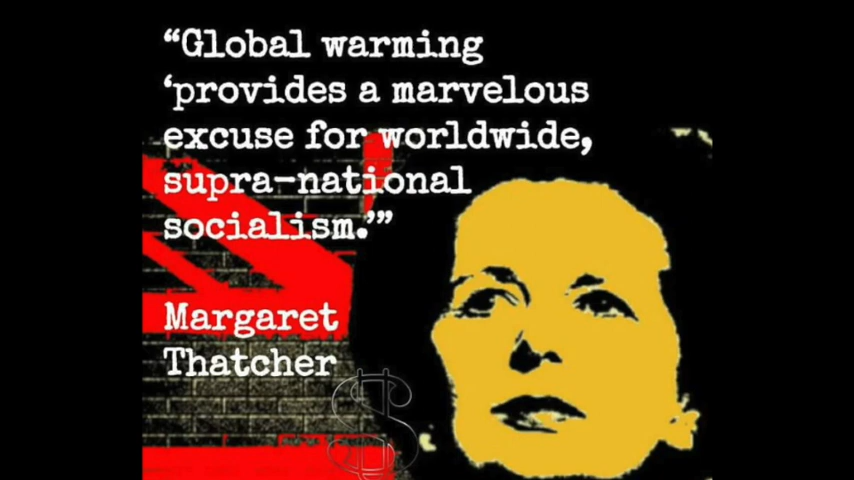 “Global warming
‘provides a marvelous
excuse for worldwide,
supra-national
socialism.’”
Margaret
Thatcher
$